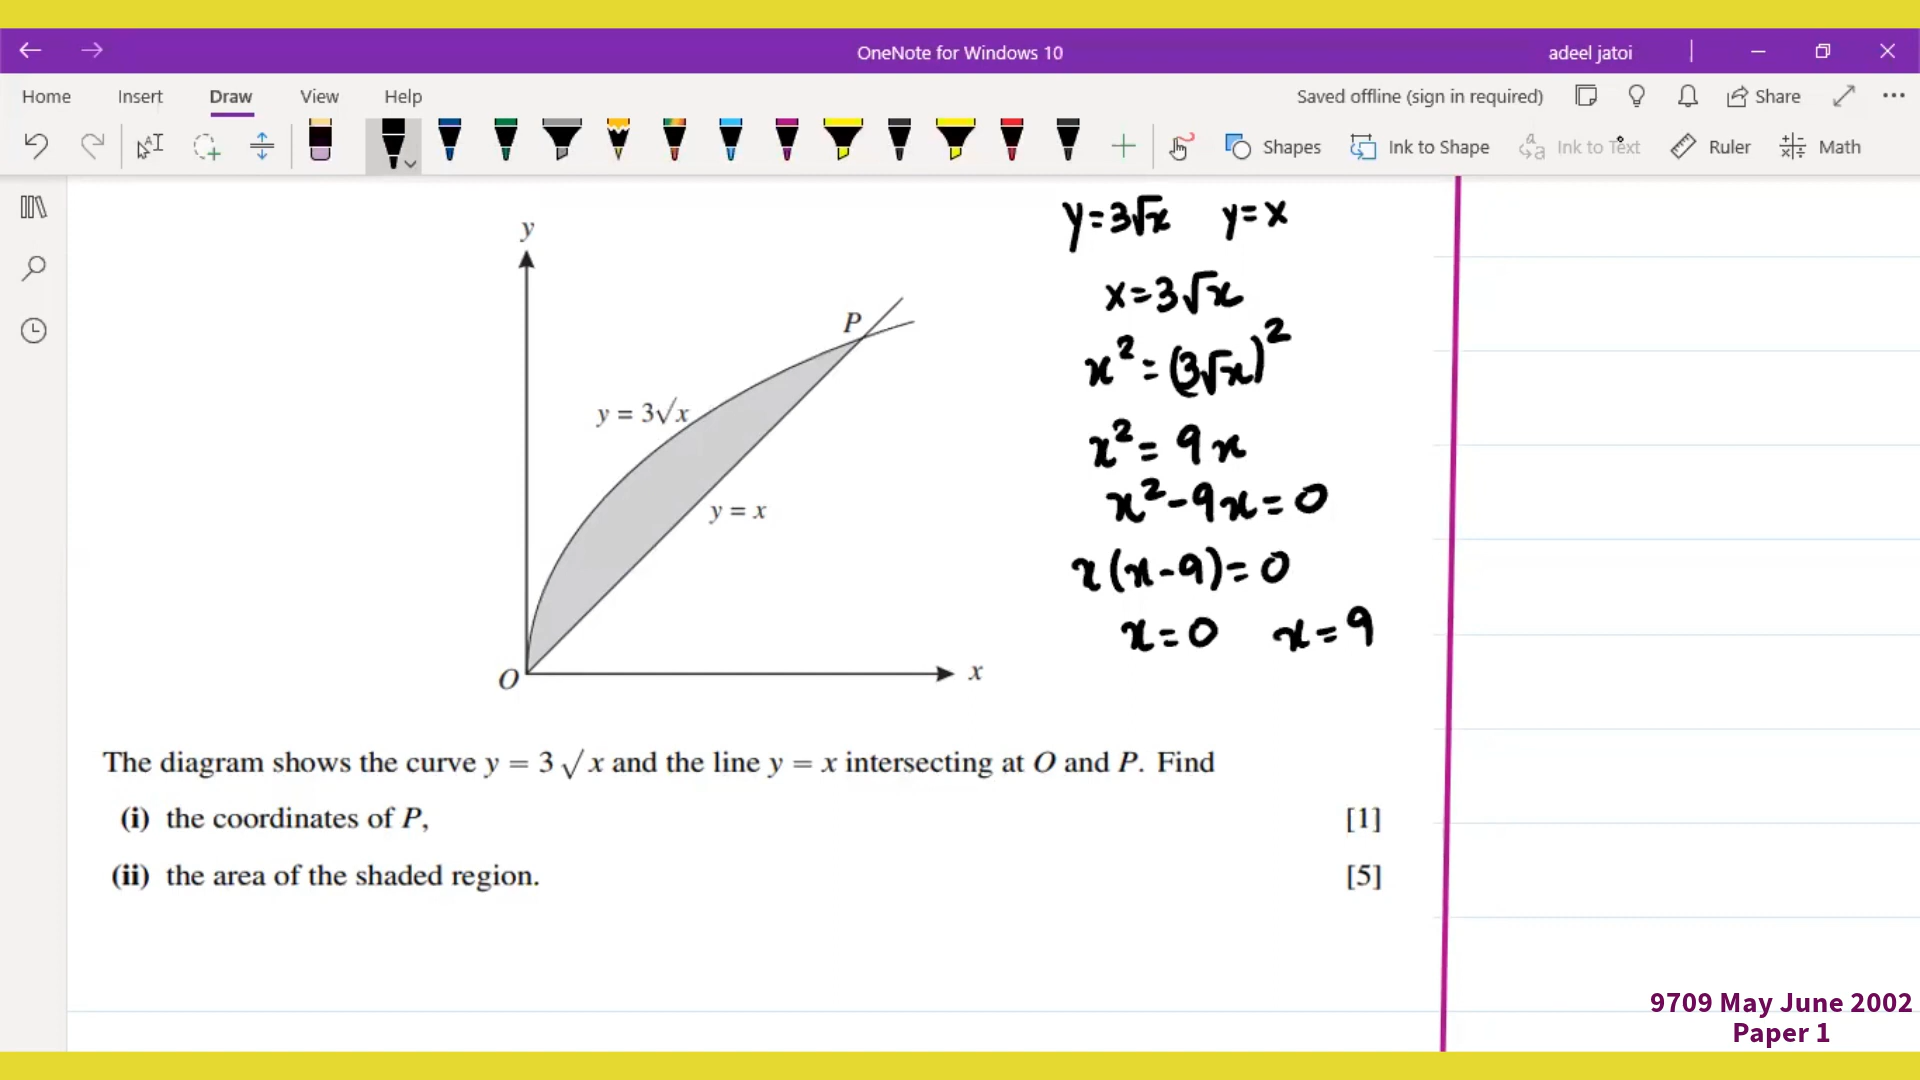 OneNote for Windows 10
adeel jatoi
Home Insert Draw View Help
Saved offline (sign in required)
Share
Shapes
Ink to Shape
Ink to Text
Ruler
Math
y
P
y = 3√x
y = x
O
x
y=3√x y=x
x=3√x
x²=(3√x)²
x²=9x
x²-9x=0
x(x-9)=0
x=0 x=9
The diagram shows the curve y = 3√x and the line y = x intersecting at O and P. Find
(i) the coordinates of P, [1]
(ii) the area of the shaded region. [5]
9709 May June 2002
Paper 1